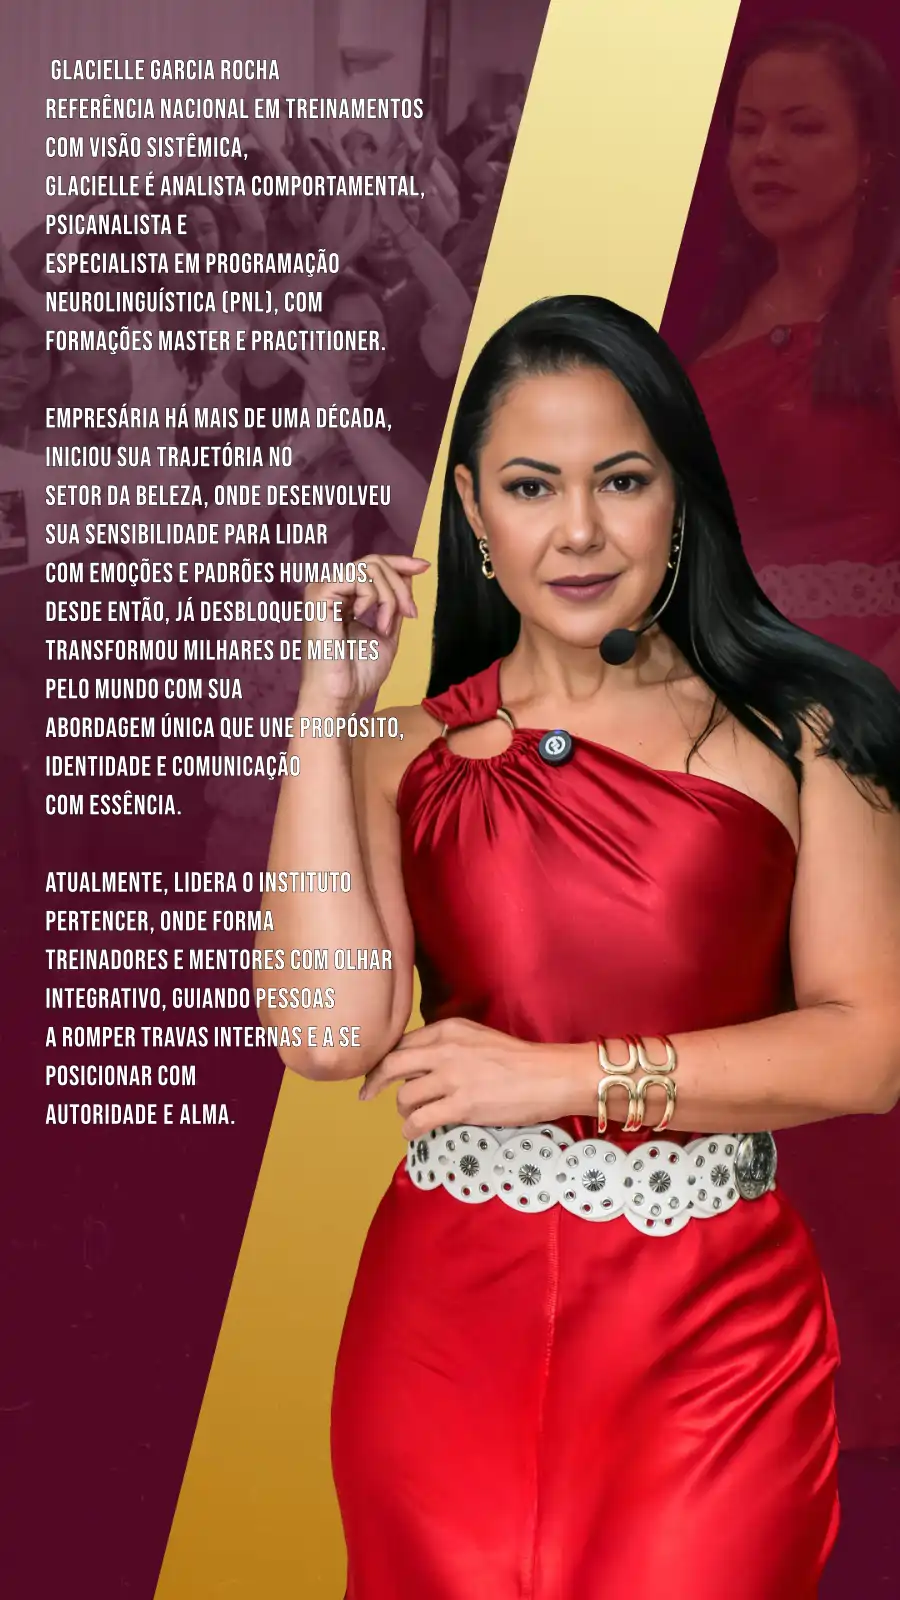 GLACIELLE GARCIA ROCHA
REFERÊNCIA NACIONAL EM TREINAMENTOS
COM VISÃO SISTÊMICA,
GLACIELLE É ANALISTA COMPORTAMENTAL,
PSICANALISTA E
ESPECIALISTA EM PROGRAMAÇÃO
NEUROLINGUÍSTICA (PNL), COM
FORMAÇÕES MASTER E PRACTITIONER.
EMPRESÁRIA HÁ MAIS DE UMA DÉCADA,
INICIOU SUA TRAJETÓRIA NO
SETOR DA BELEZA, ONDE DESENVOLVEU
SUA SENSIBILIDADE PARA LIDAR
COM EMOÇÕES E PADRÕES HUMANOS.
DESDE ENTÃO, JÁ DESBLOQUEOU E
TRANSFORMOU MILHARES DE MENTES
PELO MUNDO COM SUA
ABORDAGEM ÚNICA QUE UNE PROPÓSITO,
IDENTIDADE E COMUNICAÇÃO
COM ESSÊNCIA.
ATUALMENTE, LIDERA O INSTITUTO
PERTENCER, ONDE FORMA
TREINADORES E MENTORES COM OLHAR
INTEGRATIVO, GUIANDO PESSOAS
A ROMPER TRAVAS INTERNAS E A SE
POSICIONAR COM
AUTORIDADE E ALMA.